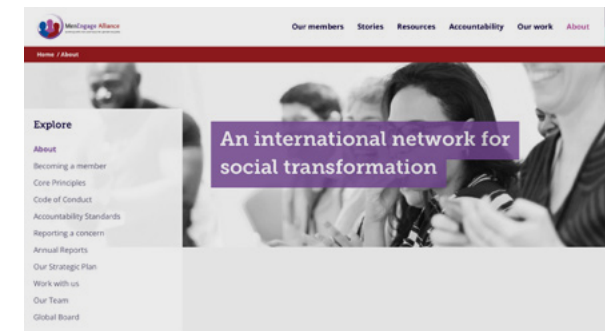 MenEngage Alliance
Our members Stories Resources Accountability Our work About
Home / About
An international network for
social transformation
Explore
About
Becoming a member
Core Principles
Code of Conduct
Accountability Standards
Reporting a concern
Annual Reports
Our Strategic Plan
Work with us
Our Team
Global Board